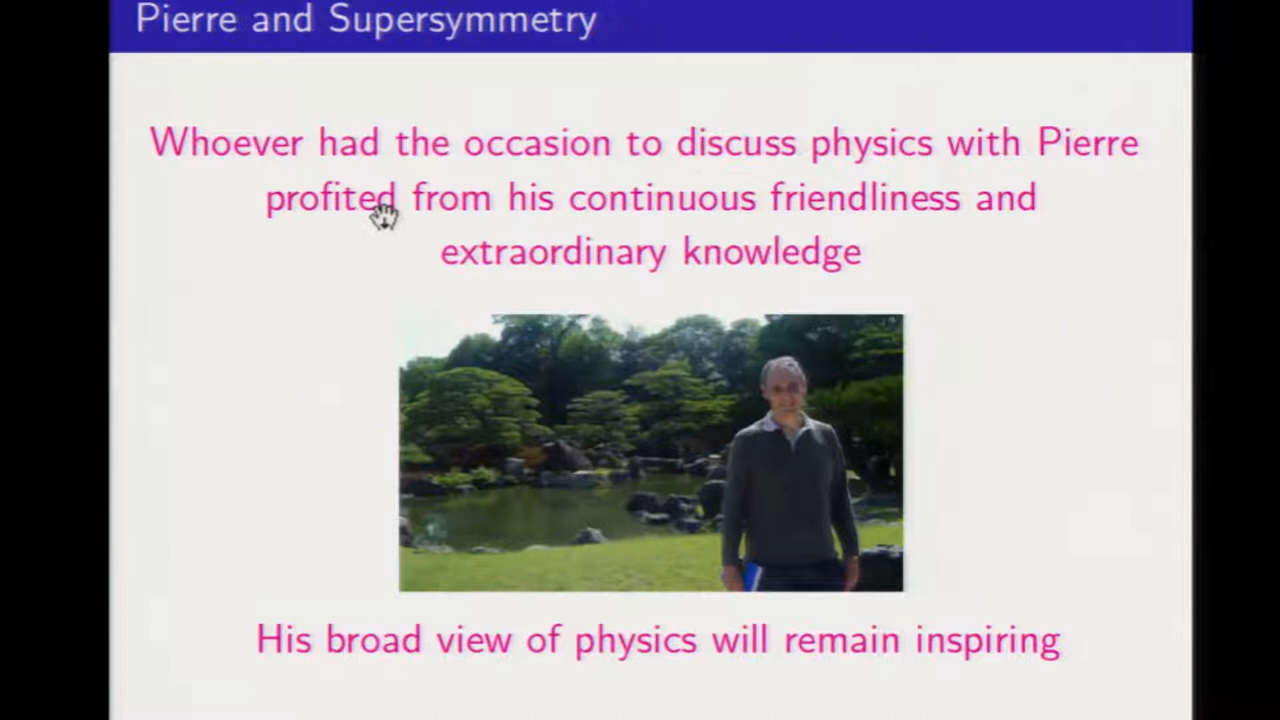 Pierre and Supersymmetry
Whoever had the occasion to discuss physics with Pierre
profited from his continuous friendliness and
extraordinary knowledge
His broad view of physics will remain inspiring